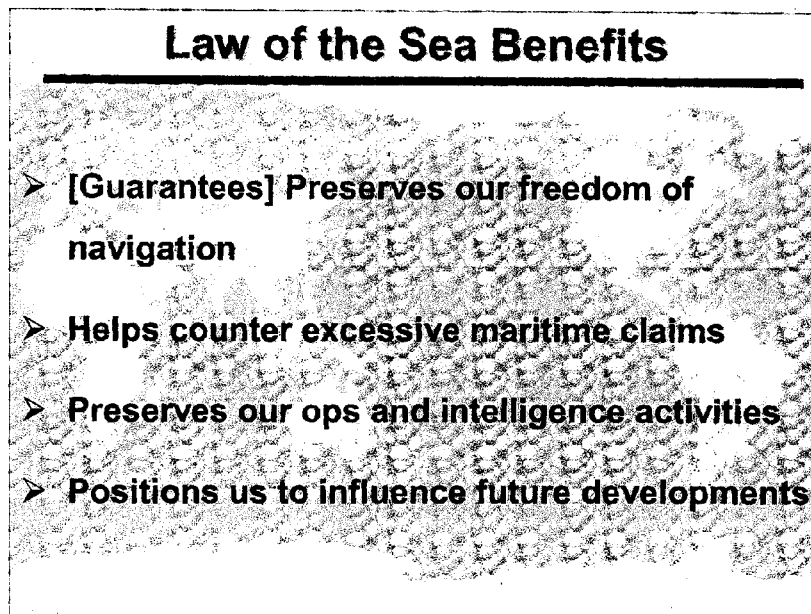 Law of the Sea Benefits
➢ [Guarantees] Preserves our freedom of
navigation
➢ Helps counter excessive maritime claims
➢ Preserves our ops and intelligence activities
➢ Positions us to influence future developments